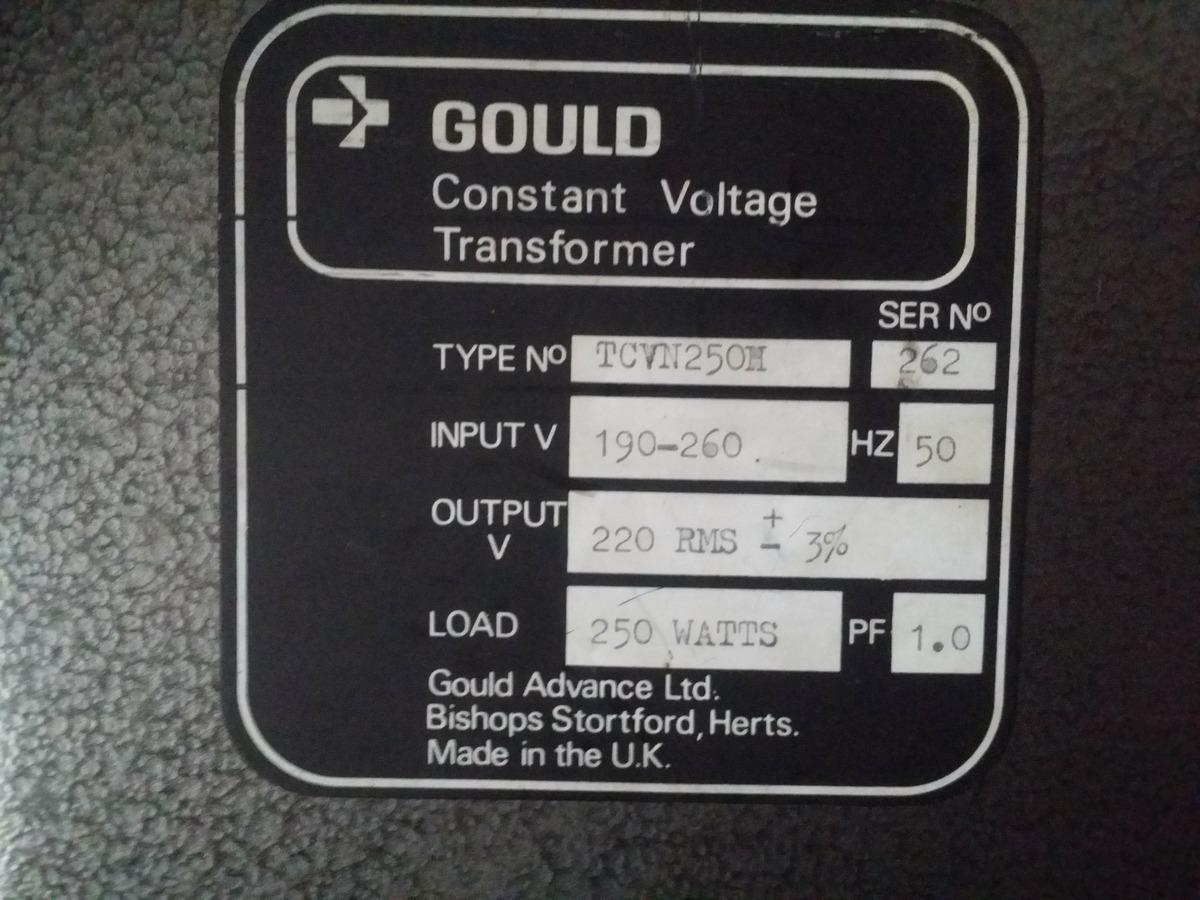 GOULD
Constant Voltage
Transformer
SER NO
TYPE NO TCVN250H 262
INPUT V 190-260. HZ 50
OUTPUT V 220 RMS ± 3%
LOAD 250 WATTS PF 1.0
Gould Advance Ltd.
Bishops Stortford, Herts.
Made in the U.K.